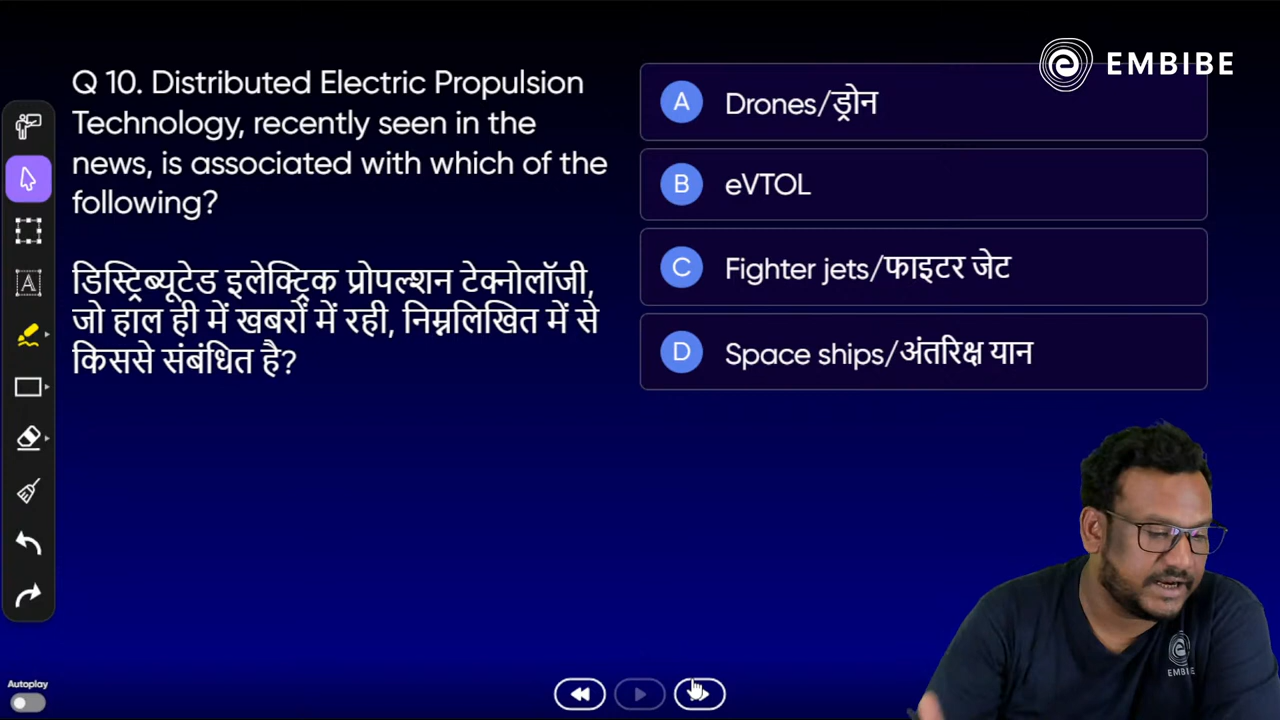 EMBIBE
Q 10. Distributed Electric Propulsion
Technology, recently seen in the
news, is associated with which of the
following?
डिस्ट्रिब्यूटेड इलेक्ट्रिक प्रोपल्शन टेक्नोलॉजी,
जो हाल ही में खबरों में रही, निम्नलिखित में से
किससे संबंधित है?
A Drones/ड्रोन
B eVTOL
C Fighter jets/फाइटर जेट
D Space ships/अंतरिक्ष यान
A
EMBIBE
Autoplay